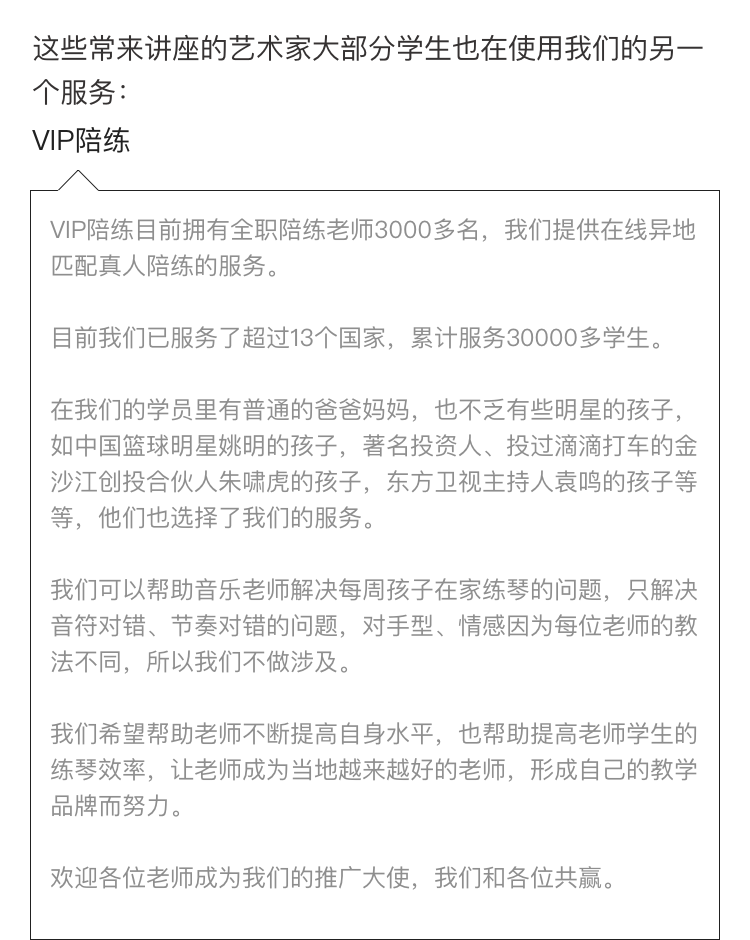 这些常来讲座的艺术家大部分学生也在使用我们的另一
个服务：
VIP陪练
VIP陪练目前拥有全职陪练老师3000多名，我们提供在线异地
匹配真人陪练的服务。
目前我们已服务了超过13个国家，累计服务30000多学生。
在我们的学员里有普通的爸爸妈妈，也不乏有些明星的孩子，
如中国篮球明星姚明的孩子，著名投资人、投过滴滴打车的金
沙江创投合伙人朱啸虎的孩子，东方卫视主持人袁鸣的孩子等
等，他们也选择了我们的服务。
我们可以帮助音乐老师解决每周孩子在家练琴的问题，只解决
音符对错、节奏对错的问题，对手型、情感因为每位老师的教
法不同，所以我们不做涉及。
我们希望帮助老师不断提高自身水平，也帮助提高老师学生的
练琴效率，让老师成为当地越来越好的老师，形成自己的教学
品牌而努力。
欢迎各位老师成为我们的推广大使，我们和各位共赢。